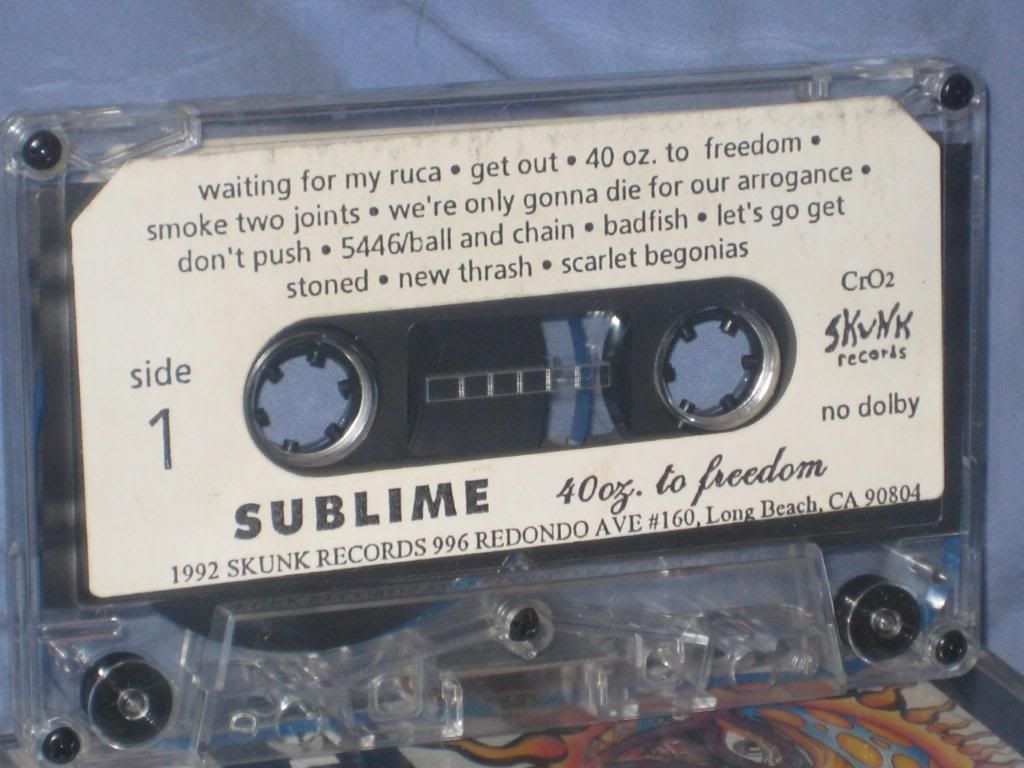 waiting for my ruca • get out • 40 oz. to freedom •
smoke two joints • we're only gonna die for our arrogance •
don't push • 5446/ball and chain • badfish • let's go get
stoned • new thrash • scarlet begonias
CrO2
SKUNK
records
no dolby
side
1
SUBLIME
40oz. to freedom
1992 SKUNK RECORDS 996 REDONDO AVE #160, Long Beach, CA 90804